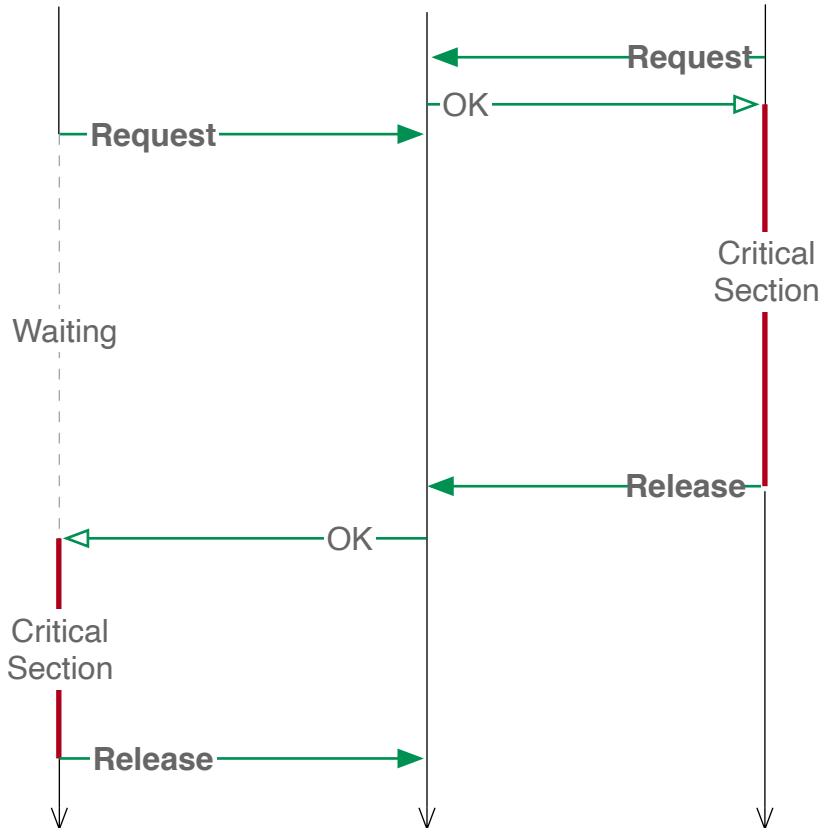 Request
OK
Request
Critical
Section
Waiting
Release
OK
Critical
Section
Release